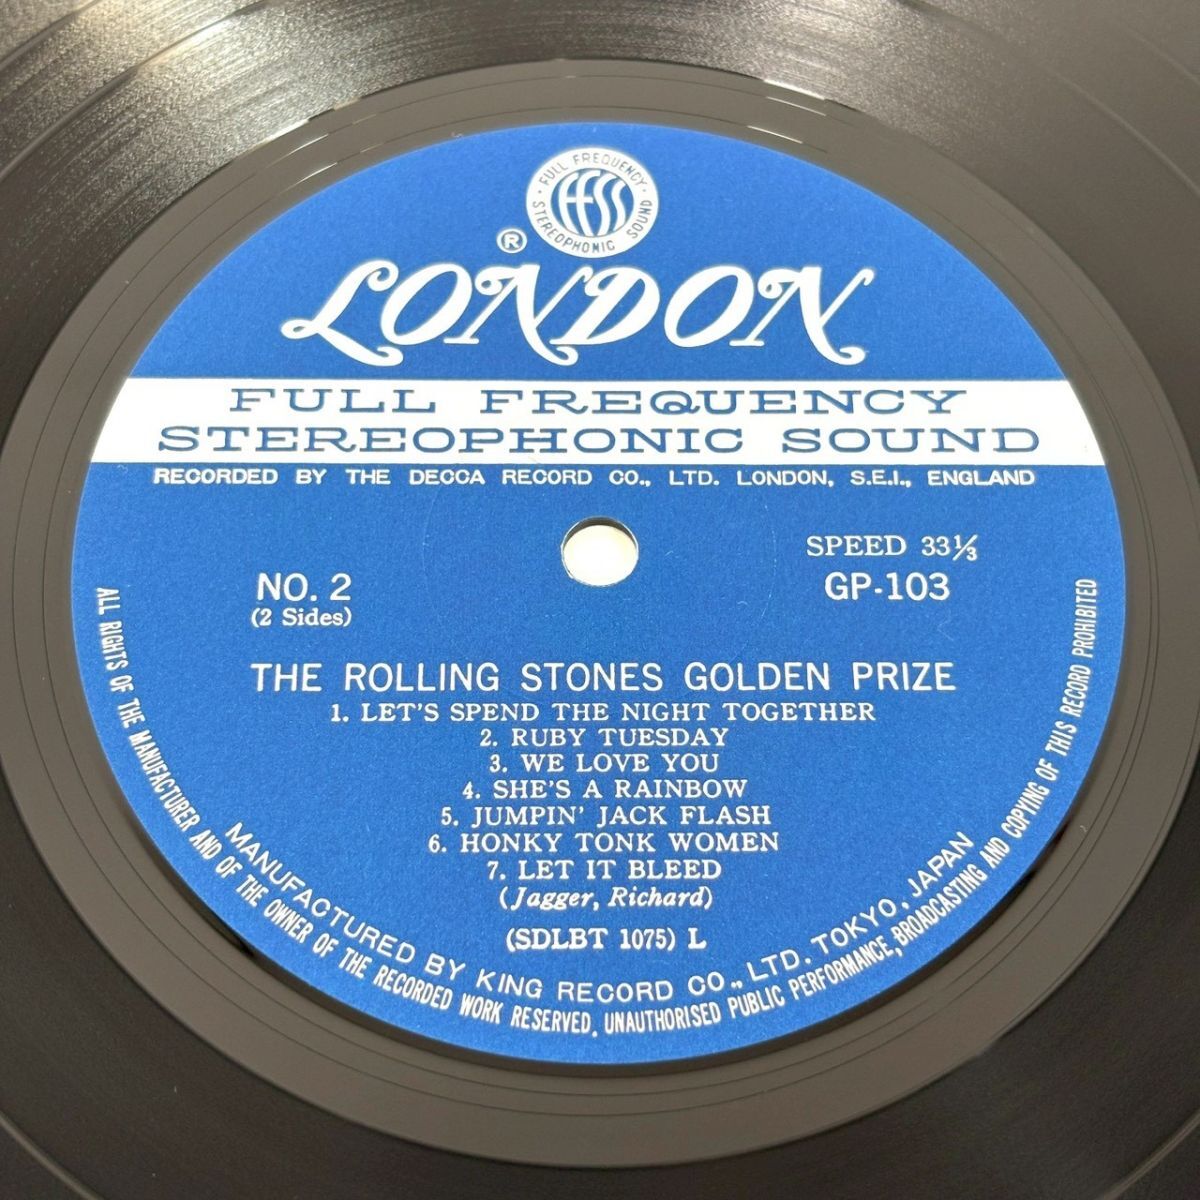 FULL FREQUENCY
STEREOPHONIC SOUND
FFSS
®
LONDON
FULL FREQUENCY
STEREOPHONIC SOUND
RECORDED BY THE DECCA RECORD CO., LTD. LONDON, S.E.I., ENGLAND
SPEED 33⅓
NO. 2
GP-103
(2 Sides)
THE ROLLING STONES GOLDEN PRIZE
1. LET'S SPEND THE NIGHT TOGETHER
2. RUBY TUESDAY
3. WE LOVE YOU
4. SHE'S A RAINBOW
5. JUMPIN' JACK FLASH
6. HONKY TONK WOMEN
7. LET IT BLEED
(Jagger, Richard)
(SDLBT 1075) L
MANUFACTURED BY KING RECORD CO., LTD. TOKYO, JAPAN
ALL RIGHTS OF THE MANUFACTURER AND OF THE OWNER OF THE RECORDED WORK RESERVED. UNAUTHORISED PUBLIC PERFORMANCE, BROADCASTING AND COPYING OF THIS RECORD PROHIBITED